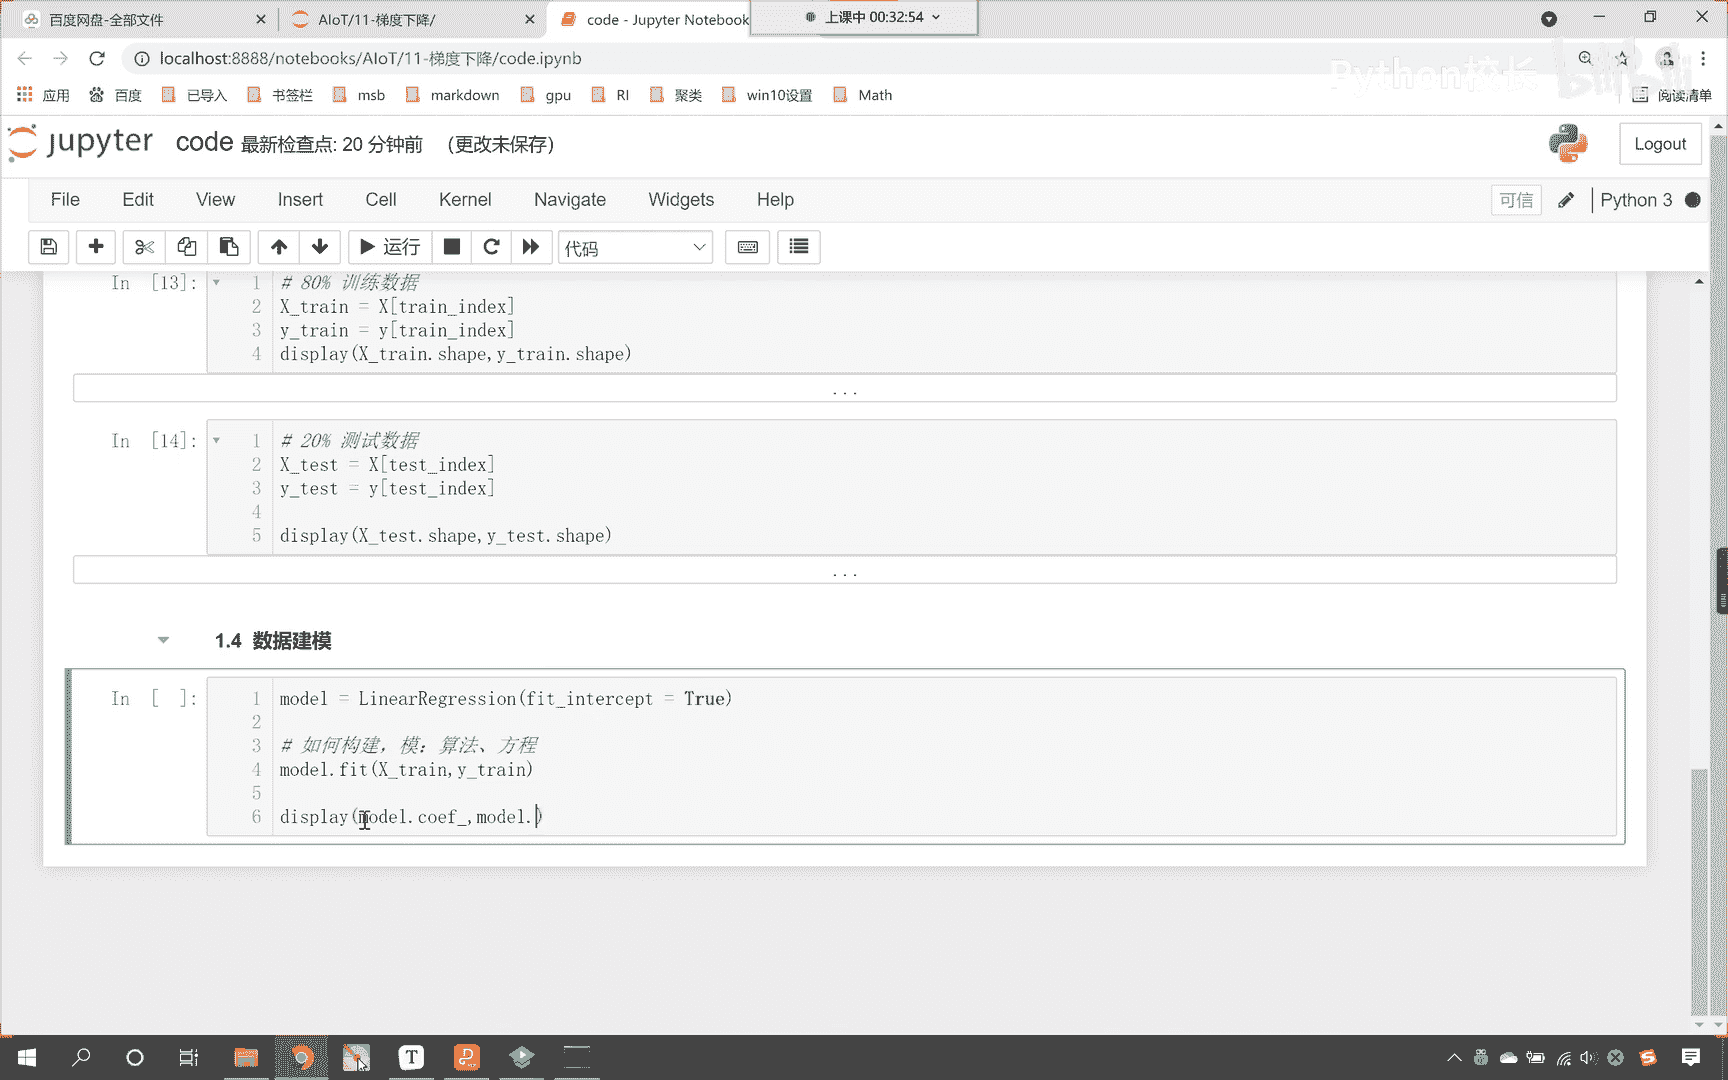 百度网盘-全部文件
AIoT/11-梯度下降/
code - Jupyter Notebook
上课中 00:32:54
localhost:8888/notebooks/AIoT/11-梯度下降/code.ipynb
Python校长
bilibili
应用
百度
已导入
书签栏
msb
markdown
gpu
RI
聚类
win10设置
Math
阅读清单
jupyter
code 最新检查点: 20 分钟前 (更改未保存)
Logout
File Edit View Insert Cell Kernel Navigate Widgets Help
可信
Python 3
运行
代码
In [13]:
1 # 80% 训练数据
2 X_train = X[train_index]
3 y_train = y[train_index]
4 display(X_train.shape,y_train.shape)
...
In [14]:
1 # 20% 测试数据
2 X_test = X[test_index]
3 y_test = y[test_index]
4
5 display(X_test.shape,y_test.shape)
...
1.4 数据建模
In [ ]:
1 model = LinearRegression(fit_intercept = True)
2
3 # 如何构建，模：算法、方程
4 model.fit(X_train,y_train)
5
6 display(model.coef_,model.)